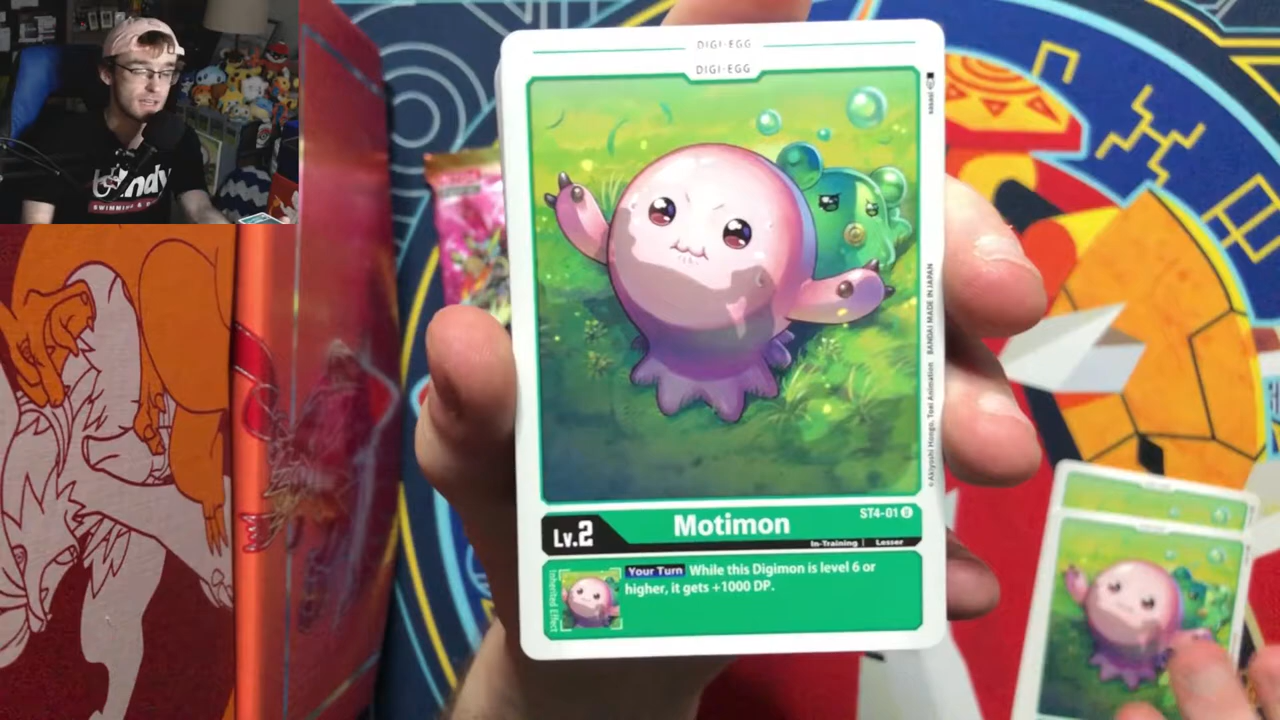 DIGI-EGG
DIGI-EGG
sasasi
©Akiyoshi Hongo, Toei Animation BANDAI MADE IN JAPAN
Lv.2
Motimon
ST4-01 U
In-Training | Lesser
Inherited Effect
Your Turn While this Digimon is level 6 or
higher, it gets +1000 DP.